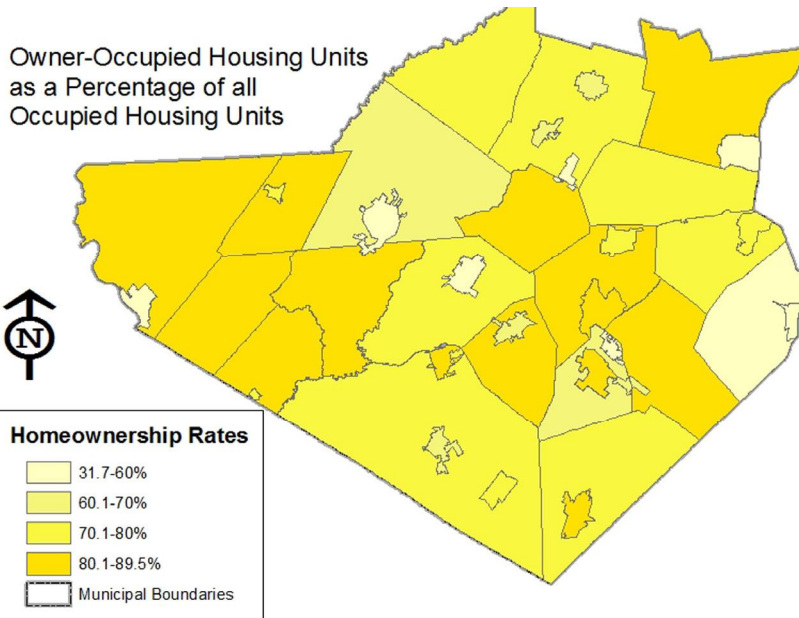 Owner-Occupied Housing Units
as a Percentage of all
Occupied Housing Units
N
Homeownership Rates
31.7-60%
60.1-70%
70.1-80%
80.1-89.5%
Municipal Boundaries